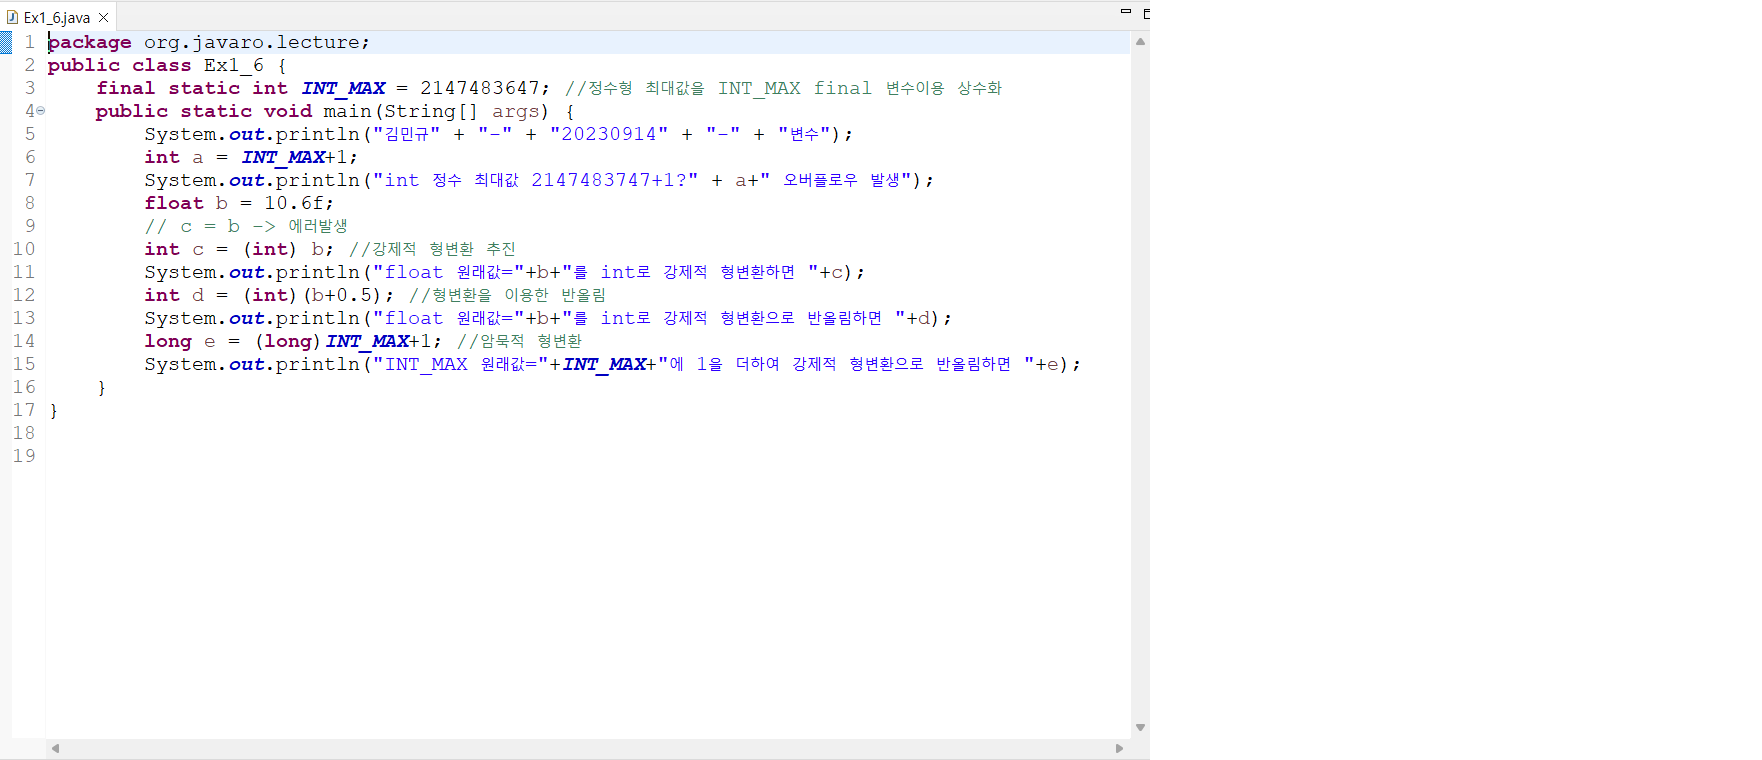 Ex1_6.java
1 package org.javaro.lecture;
2 public class Ex1_6 {
3 final static int INT_MAX = 2147483647; //정수형 최대값을 INT_MAX final 변수이용 상수화
4 public static void main(String[] args) {
5 System.out.println("김민규" + "-" + "20230914" + "-" + "변수");
6 int a = INT_MAX+1;
7 System.out.println("int 정수 최대값 2147483747+1?" + a+" 오버플로우 발생");
8 float b = 10.6f;
9 // c = b -> 에러발생
10 int c = (int) b; //강제적 형변환 추진
11 System.out.println("float 원래값="+b+"를 int로 강제적 형변환하면 "+c);
12 int d = (int)(b+0.5); //형변환을 이용한 반올림
13 System.out.println("float 원래값="+b+"를 int로 강제적 형변환으로 반올림하면 "+d);
14 long e = (long)INT_MAX+1; //암묵적 형변환
15 System.out.println("INT_MAX 원래값="+INT_MAX+"에 1을 더하여 강제적 형변환으로 반올림하면 "+e);
16 }
17 }
18
19